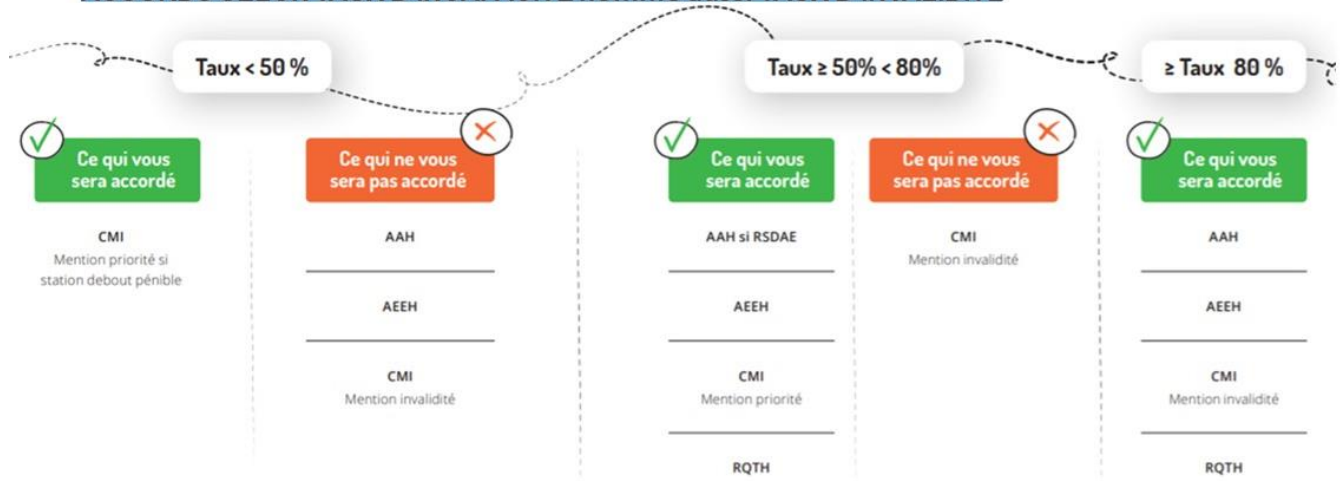 Taux < 50 %
Ce qui vous
sera accordé
CMI
Mention priorité si
station debout pénible
Ce qui ne vous
sera pas accordé
AAH
AEEH
CMI
Mention invalidité
Taux ≥ 50% < 80%
Ce qui vous
sera accordé
AAH si RSDAE
AEEH
CMI
Mention priorité
RQTH
Ce qui ne vous
sera pas accordé
CMI
Mention invalidité
≥ Taux 80 %
Ce qui vous
sera accordé
AAH
AEEH
CMI
Mention invalidité
RQTH